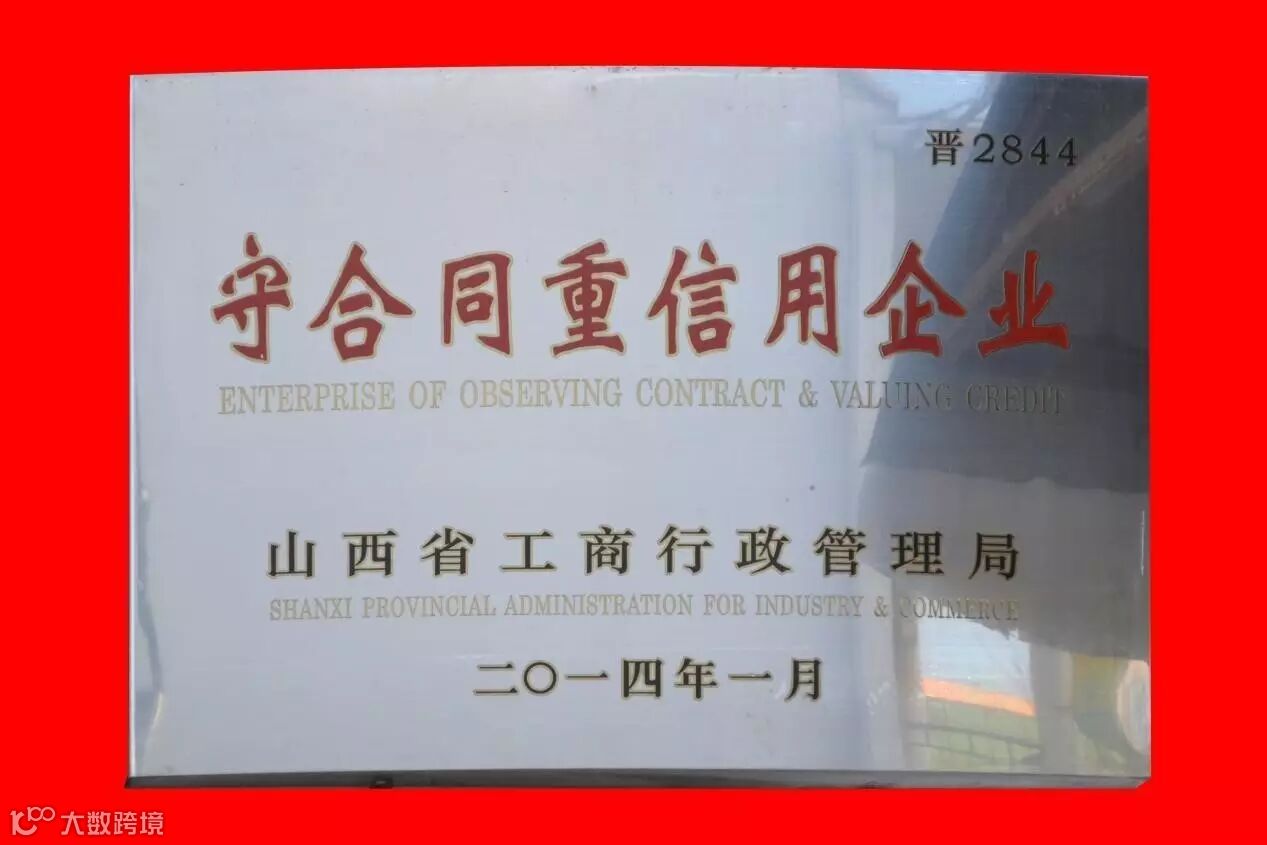 晋2844
守合同重信用企业
ENTERPRISE OF OBSERVING CONTRACT & VALUING CREDIT
山西省工商行政管理局
SHANXI PROVINCIAL ADMINISTRATION FOR INDUSTRY & COMMERCE
二〇一四年一月
大数跨境